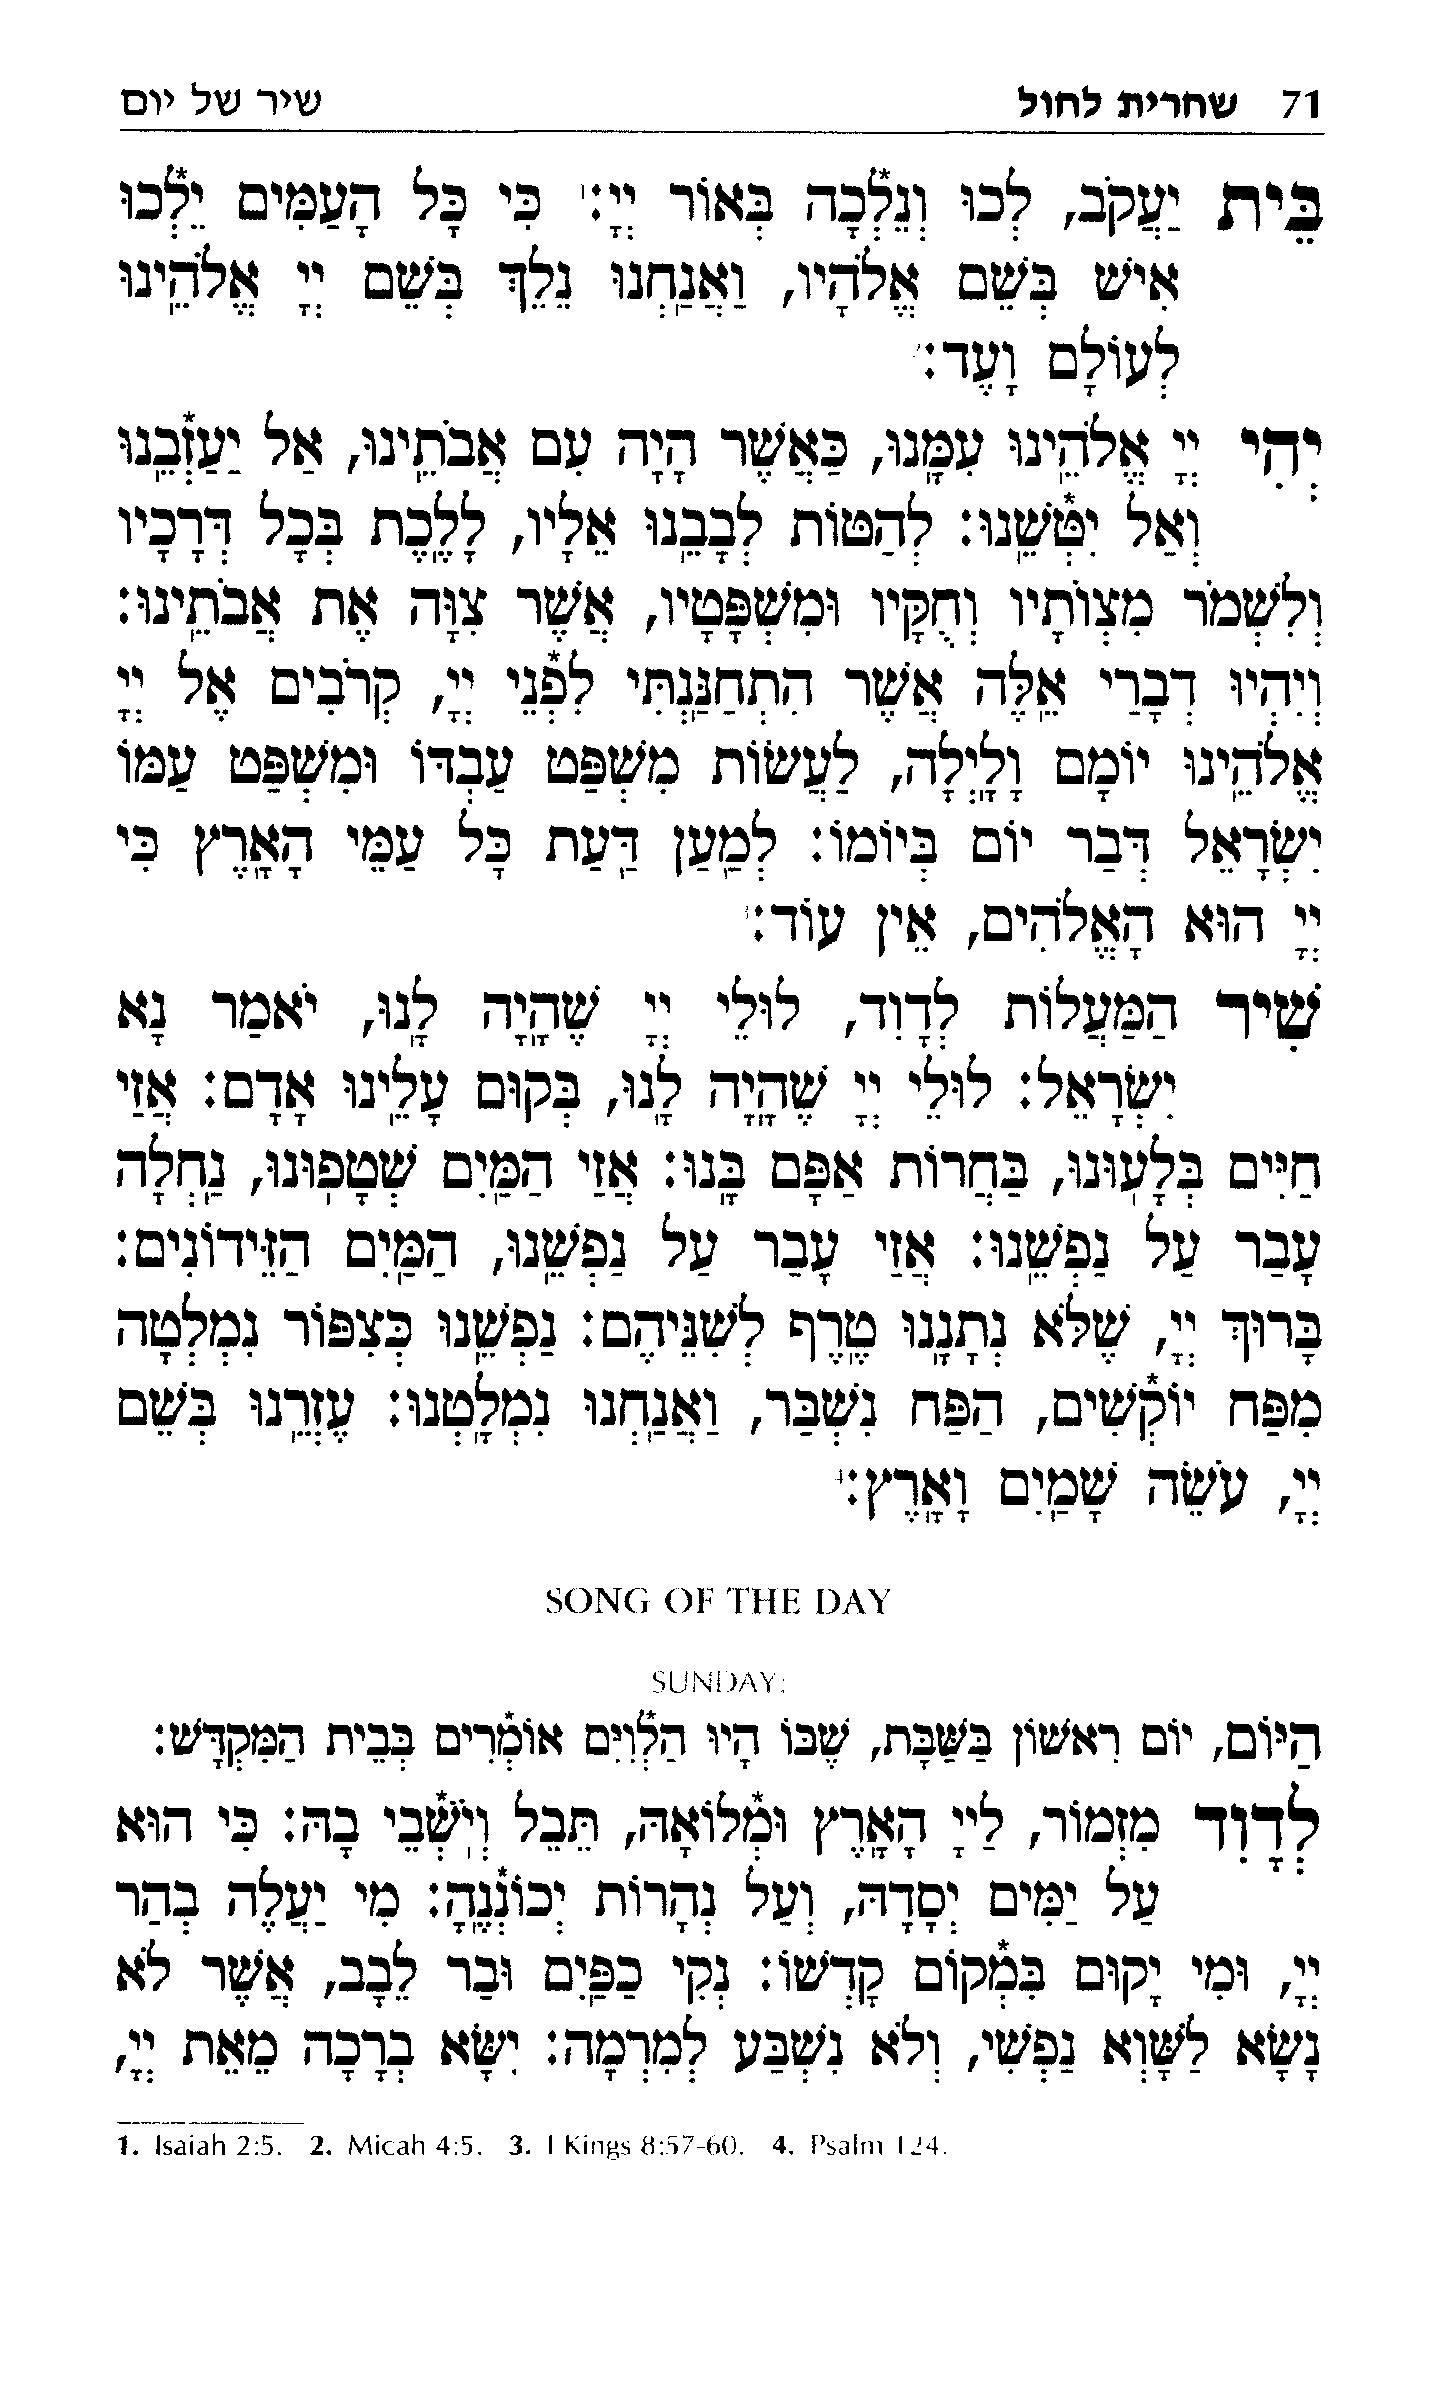 71 שחרית לחול שיר של יום
בֵּית יַעֲקֹב, לְכוּ וְנֵלְ֒כָה בְּאוֹר יְיָ:¹ כִּי כָּל הָעַמִּים יֵלְ֒כוּ
אִישׁ בְּשֵׁם אֱלֹהָיו, וַאֲנַֽחְנוּ נֵלֵךְ בְּשֵׁם יְיָ אֱלֹהֵֽינוּ
לְעוֹלָם וָעֶד:²
יְהִי יְיָ אֱלֹהֵֽינוּ עִמָּֽנוּ, כַּאֲשֶׁר הָיָה עִם אֲבֹתֵֽינוּ, אַל יַעַזְ֒בֵֽנוּ
וְאַל יִטְּ֒שֵֽׁנוּ: לְהַטּוֹת לְבָבֵֽנוּ אֵלָיו, לָלֶֽכֶת בְּכָל דְּרָכָיו
וְלִשְׁמֹר מִצְוֹתָיו וְחֻקָּיו וּמִשְׁפָּטָיו, אֲשֶׁר צִוָּה אֶת אֲבֹתֵֽינוּ:
וְיִהְיוּ דְבָרַי אֵֽלֶּה אֲשֶׁר הִתְחַנַּֽנְתִּי לִפְ֒נֵי יְיָ, קְרֹבִים אֶל יְיָ
אֱלֹהֵֽינוּ יוֹמָם וָלָֽיְלָה, לַעֲשׂוֹת מִשְׁפַּט עַבְדּוֹ וּמִשְׁפַּט עַמּוֹ
יִשְׂרָאֵל דְּבַר יוֹם בְּיוֹמוֹ: לְמַֽעַן דַּֽעַת כָּל עַמֵּי הָאָֽרֶץ כִּי
יְיָ הוּא הָאֱלֹהִים, אֵין עוֹד:³
שִׁיר הַמַּעֲלוֹת לְדָוִד, לוּלֵי יְיָ שֶׁהָֽיָה לָֽנוּ, יֹאמַר נָא
יִשְׂרָאֵל: לוּלֵי יְיָ שֶׁהָֽיָה לָֽנוּ, בְּקוּם עָלֵֽינוּ אָדָם: אֲזַי
חַיִּים בְּלָעֽוּנוּ, בַּחֲרוֹת אַפָּם בָּֽנוּ: אֲזַי הַמַּֽיִם שְׁטָפֽוּנוּ, נַֽחְלָה
עָבַר עַל נַפְשֵֽׁנוּ: אֲזַי עָבַר עַל נַפְשֵֽׁנוּ, הַמַּֽיִם הַזֵּידוֹנִים:
בָּרוּךְ יְיָ, שֶׁלֹּא נְתָנָֽנוּ טֶֽרֶף לְשִׁנֵּיהֶם: נַפְשֵֽׁנוּ כְּצִפּוֹר נִמְלְטָה
מִפַּח יוֹקְ֒שִׁים, הַפַּח נִשְׁבַּר, וַאֲנַֽחְנוּ נִמְלָֽטְנוּ: עֶזְרֵֽנוּ בְּשֵׁם
יְיָ, עֹשֵׂה שָׁמַֽיִם וָאָֽרֶץ:⁴
SONG OF THE DAY
SUNDAY:
הַיּוֹם, יוֹם רִאשׁוֹן בַּשַּׁבָּת, שֶׁבּוֹ הָיוּ הַלְ֒וִיִּם אוֹמְ֒רִים בְּבֵית הַמִּקְדָּשׁ:
לְדָוִד מִזְמוֹר, לַייָ הָאָֽרֶץ וּמְ֒לוֹאָהּ, תֵּבֵל וְיֽשְׁ֒בֵי בָהּ: כִּי הוּא
עַל יַמִּים יְסָדָהּ, וְעַל נְהָרוֹת יְכוֹנְ֒נֶֽהָ: מִי יַעֲלֶה בְהַר
יְיָ, וּמִי יָקוּם בִּמְ֒קוֹם קָדְשׁוֹ: נְקִי כַפַּֽיִם וּבַר לֵבָב, אֲשֶׁר לֹא
נָשָׂא לַשָּׁוְא נַפְשִׁי, וְלֹא נִשְׁבַּע לְמִרְמָה: יִשָּׂא בְרָכָה מֵאֵת יְיָ,
1. Isaiah 2:5. 2. Micah 4:5. 3. I Kings 8:57-60. 4. Psalm 124.